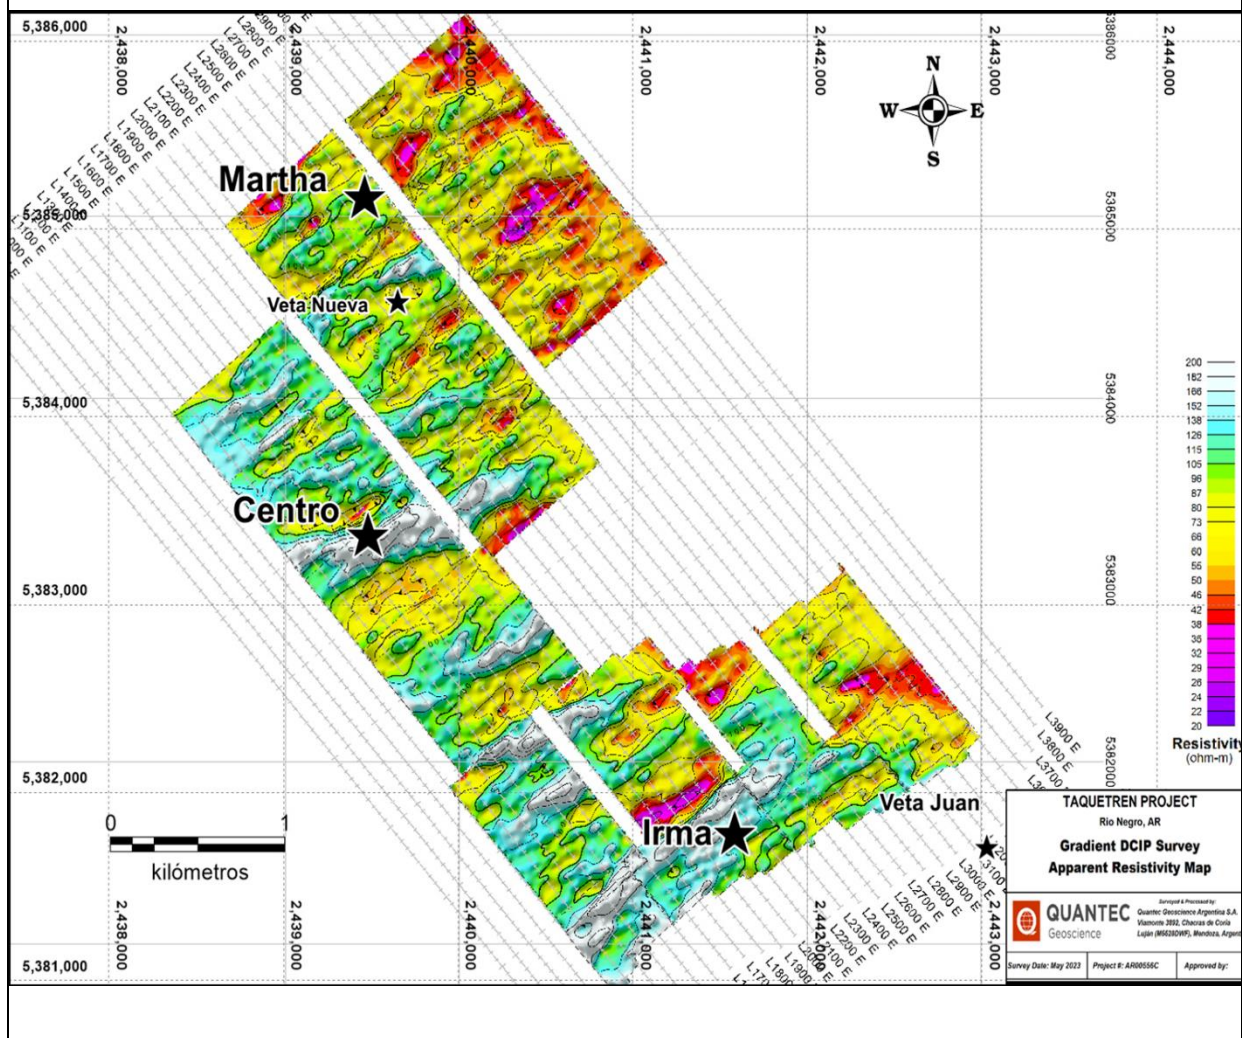 5,386,000
2,438,000
2,439,000
2,440,000
2,441,000
2,442,000
2,443,000
2,444,000
5386000
L2800 E
L2700 E
L2600 E
L2500 E
L2400 E
L2300 E
L2200 E
L2100 E
L2000 E
L1900 E
L1800 E
L1700 E
L1600 E
L1500 E
L1400 E
L1100 E
N
W E
S
Martha
5,385,000
5385000
Veta Nueva
5,384,000
5384000
Centro
5,383,000
5383000
200
182
166
152
138
126
115
105
96
87
80
73
66
60
55
50
46
42
38
35
32
29
26
24
22
20
Resistivity
(ohm-m)
L3900 E
L3800 E
L3700
5,382,000
5382000
Veta Juan
Irma
0 1
kilómetros
L3000 E
L2900 E
L2800 E
L2700 E
L2600 E
L2500 E
L2400 E
L2300 E
L2200 E
L1900
L1800
5,381,000
2,438,000
2,439,000
2,440,000
2,441,000
2,442,000
2,443,000
TAQUETREN PROJECT
Rio Negro, AR
Gradient DCIP Survey
Apparent Resistivity Map
QUANTEC
Geoscience
Surveyed & Processed by:
Quantec Geoscience Argentina S.A.
Viamonte 3892, Chacras de Coria
Survey Date: May 2023 Project #: AR00556C Approved by: